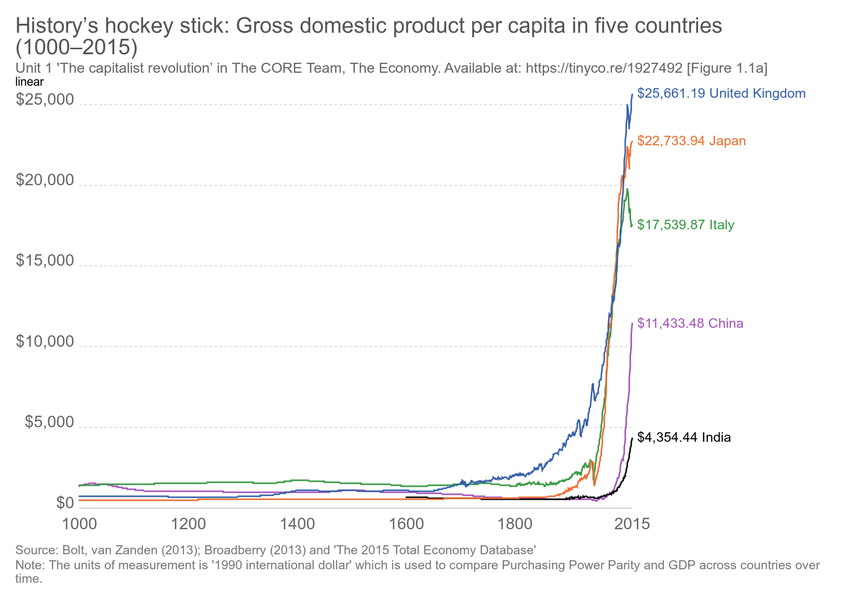 History’s hockey stick: Gross domestic product per capita in five countries
(1000–2015)
Unit 1 'The capitalist revolution’ in The CORE Team, The Economy. Available at: https://tinyco.re/1927492 [Figure 1.1a]
linear
$25,000
$20,000
$15,000
$10,000
$5,000
$0
$25,661.19 United Kingdom
$22,733.94 Japan
$17,539.87 Italy
$11,433.48 China
$4,354.44 India
1000 1200 1400 1600 1800 2015
Source: Bolt, van Zanden (2013); Broadberry (2013) and 'The 2015 Total Economy Database'
Note: The units of measurement is '1990 international dollar' which is used to compare Purchasing Power Parity and GDP across countries over
time.